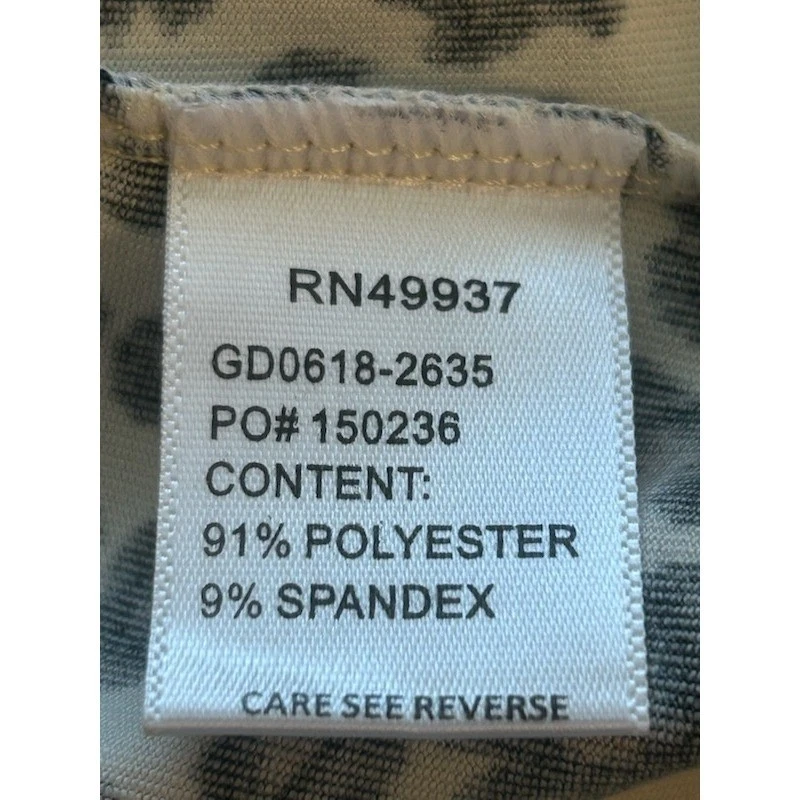 RN49937
GD0618-2635
PO# 150236
CONTENT:
91% POLYESTER
9% SPANDEX
CARE SEE REVERSE